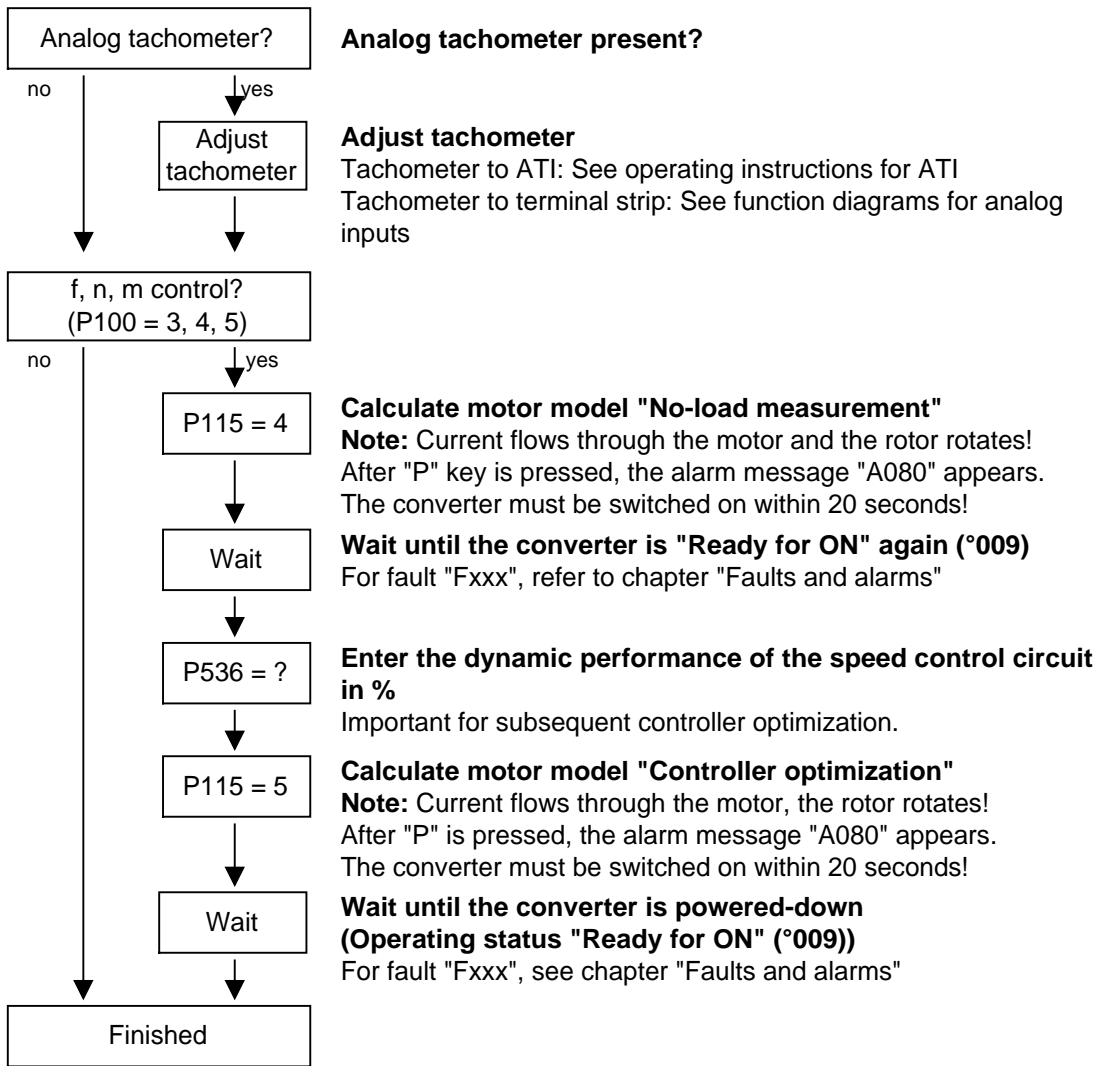 Analog tachometer?
Analog tachometer present?
no
yes
Adjust
tachometer
Adjust tachometer
Tachometer to ATI: See operating instructions for ATI
Tachometer to terminal strip: See function diagrams for analog
inputs
f, n, m control?
(P100 = 3, 4, 5)
no
yes
P115 = 4
Calculate motor model "No-load measurement"
Note: Current flows through the motor and the rotor rotates!
After "P" key is pressed, the alarm message "A080" appears.
The converter must be switched on within 20 seconds!
Wait
Wait until the converter is "Ready for ON" again (°009)
For fault "Fxxx", refer to chapter "Faults and alarms"
P536 = ?
Enter the dynamic performance of the speed control circuit
in %
Important for subsequent controller optimization.
P115 = 5
Calculate motor model "Controller optimization"
Note: Current flows through the motor, the rotor rotates!
After "P" is pressed, the alarm message "A080" appears.
The converter must be switched on within 20 seconds!
Wait
Wait until the converter is powered-down
(Operating status "Ready for ON" (°009))
For fault "Fxxx", see chapter "Faults and alarms"
Finished